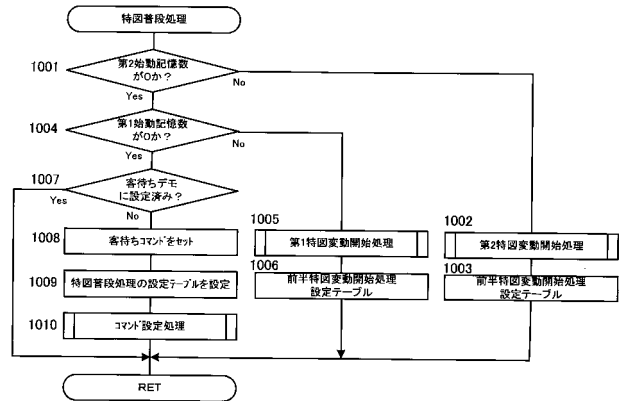 特図普段処理
1001
第2始動記憶数
が0か？
No
Yes
1004
第1始動記憶数
が0か？
No
Yes
1007
客待ちデモ
に設定済み？
Yes
No
1008
客待ちｺﾏﾝﾄﾞをセット
1005
第1特図変動開始処理
1002
第2特図変動開始処理
1009
特図普段処理の設定テーブルを設定
1006
前半特図変動開始処理
設定テーブル
1003
前半特図変動開始処理
設定テーブル
1010
ｺﾏﾝﾄﾞ設定処理
RET